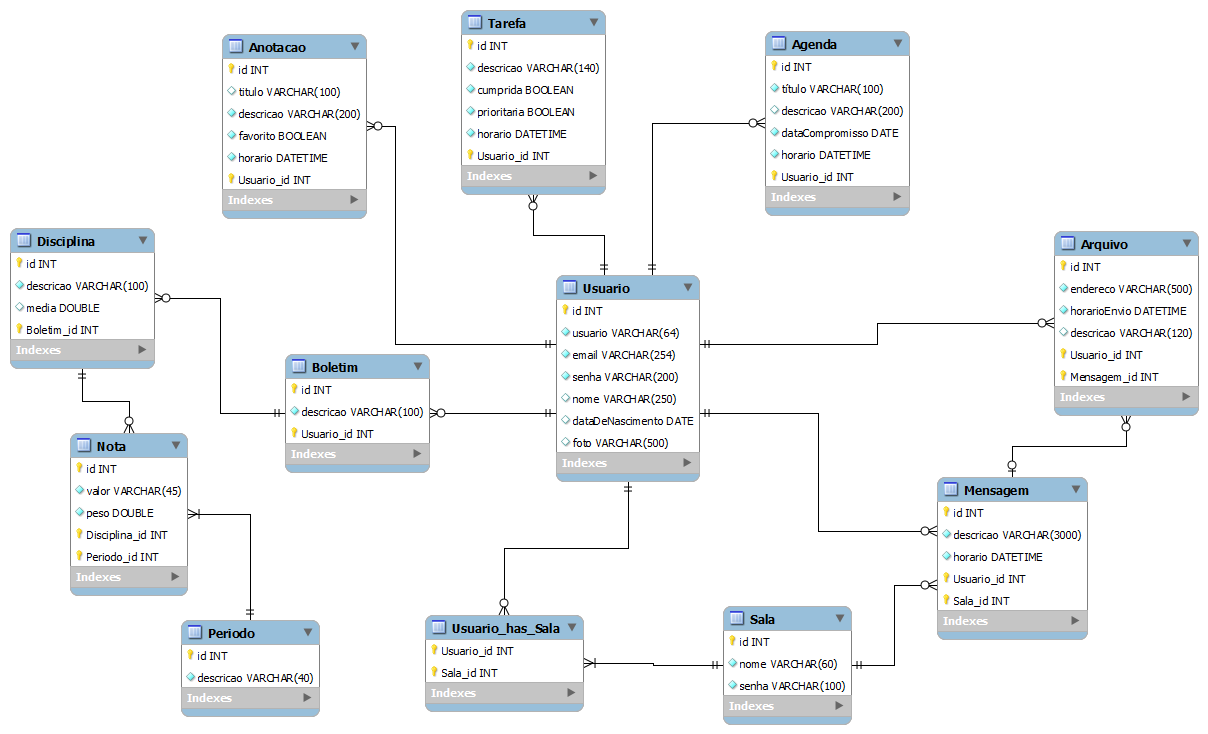 Anotacao
id INT
titulo VARCHAR(100)
descricao VARCHAR(200)
favorito BOOLEAN
horario DATETIME
Usuario_id INT
Indexes
Tarefa
id INT
descricao VARCHAR(140)
cumprida BOOLEAN
prioritaria BOOLEAN
horario DATETIME
Usuario_id INT
Indexes
Agenda
id INT
título VARCHAR(100)
descricao VARCHAR(200)
dataCompromisso DATE
horario DATETIME
Usuario_id INT
Indexes
Disciplina
id INT
descricao VARCHAR(100)
media DOUBLE
Boletim_id INT
Indexes
Boletim
id INT
descricao VARCHAR(100)
Usuario_id INT
Indexes
Usuario
id INT
usuario VARCHAR(64)
email VARCHAR(254)
senha VARCHAR(200)
nome VARCHAR(250)
dataDeNascimento DATE
foto VARCHAR(500)
Indexes
Arquivo
id INT
endereco VARCHAR(500)
horarioEnvio DATETIME
descricao VARCHAR(120)
Usuario_id INT
Mensagem_id INT
Indexes
Nota
id INT
valor VARCHAR(45)
peso DOUBLE
Disciplina_id INT
Periodo_id INT
Indexes
Mensagem
id INT
descricao VARCHAR(3000)
horario DATETIME
Usuario_id INT
Sala_id INT
Indexes
Periodo
id INT
descricao VARCHAR(40)
Indexes
Usuario_has_Sala
Usuario_id INT
Sala_id INT
Indexes
Sala
id INT
nome VARCHAR(60)
senha VARCHAR(100)
Indexes